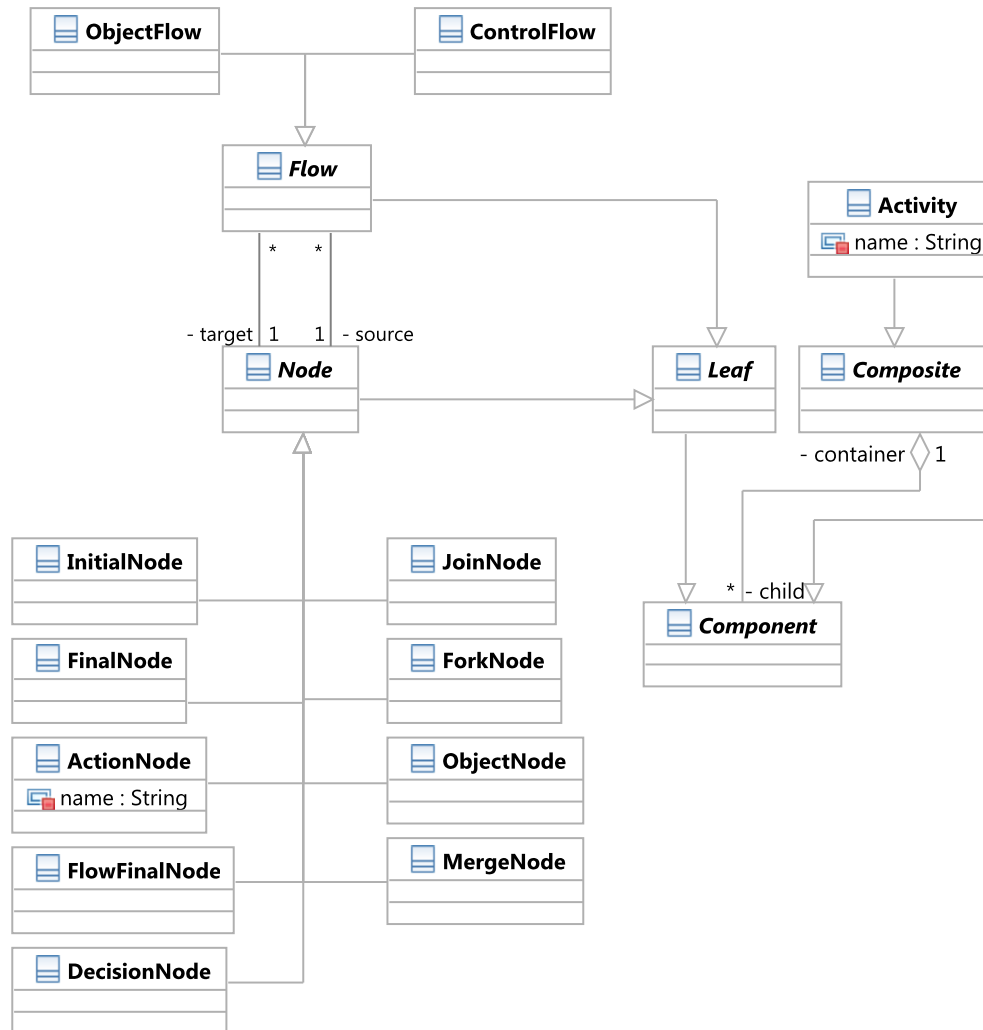 ObjectFlow
ControlFlow
Flow
Activity
name : String
* *
- target 1 1 - source
Node
Leaf
Composite
- container 1
InitialNode
JoinNode
* - child
Component
FinalNode
ForkNode
ActionNode
name : String
ObjectNode
FlowFinalNode
MergeNode
DecisionNode